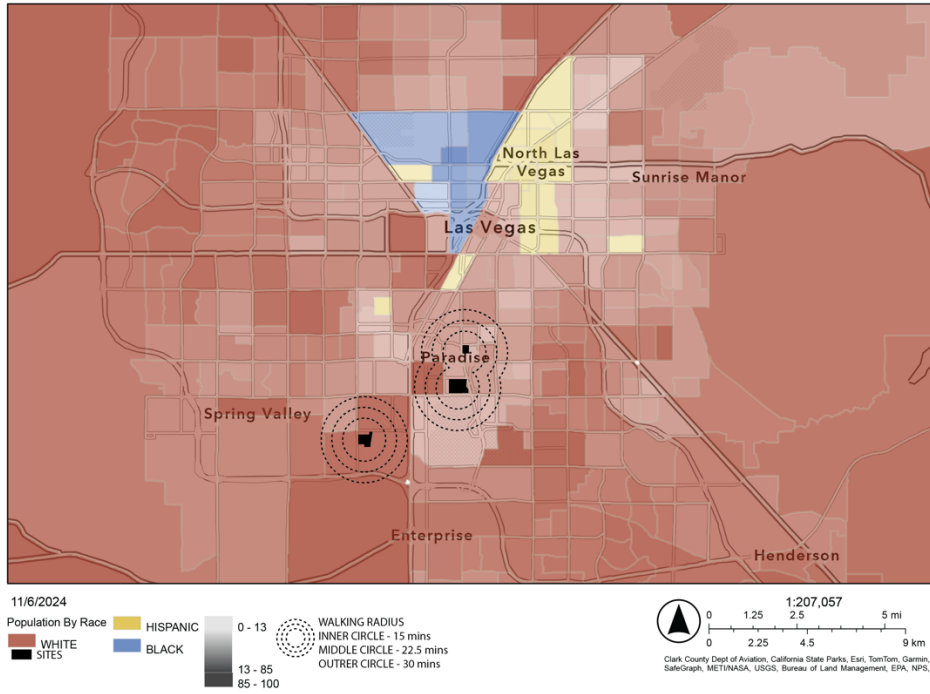 North Las
Vegas
Sunrise Manor
Las Vegas
Paradise
Spring Valley
Enterprise
Henderson
11/6/2024
Population By Race
WHITE
SITES
HISPANIC
BLACK
0 - 13
13 - 85
85 - 100
WALKING RADIUS
INNER CIRCLE - 15 mins
MIDDLE CIRCLE - 22.5 mins
OUTRER CIRCLE - 30 mins
1:207,057
0 1.25 2.5 5 mi
0 2.25 4.5 9 km
Clark County Dept of Aviation, California State Parks, Esri, TomTom, Garmin,
SafeGraph, METI/NASA, USGS, Bureau of Land Management, EPA, NPS,